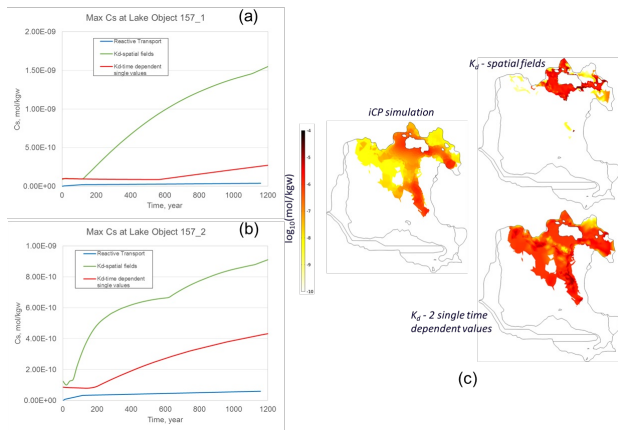 Max Cs at Lake Object 157_1
(a)
2.00E-09
1.50E-09
1.00E-09
5.00E-10
0.00E+00
Cs. mol/kgw
Reactive Transport
Kd-spatial fields
Kd-time dependent
single values
0 200 400 600 800 1000 1200
Time, year
Max Cs at Lake Object 157_2
(b)
1.00E-09
8.00E-10
6.00E-10
4.00E-10
2.00E-10
0.00E+00
Cs. mol/kgw
Reactive Transport
Kd-spatial fields
Kd-time dependent
single values
0 200 400 600 800 1000 1200
Time, year
iCP simulation
log10(mol/kgw)
-4
-5
-6
-7
-8
-9
-10
Kd - spatial fields
Kd - 2 single time
dependent values
(c)